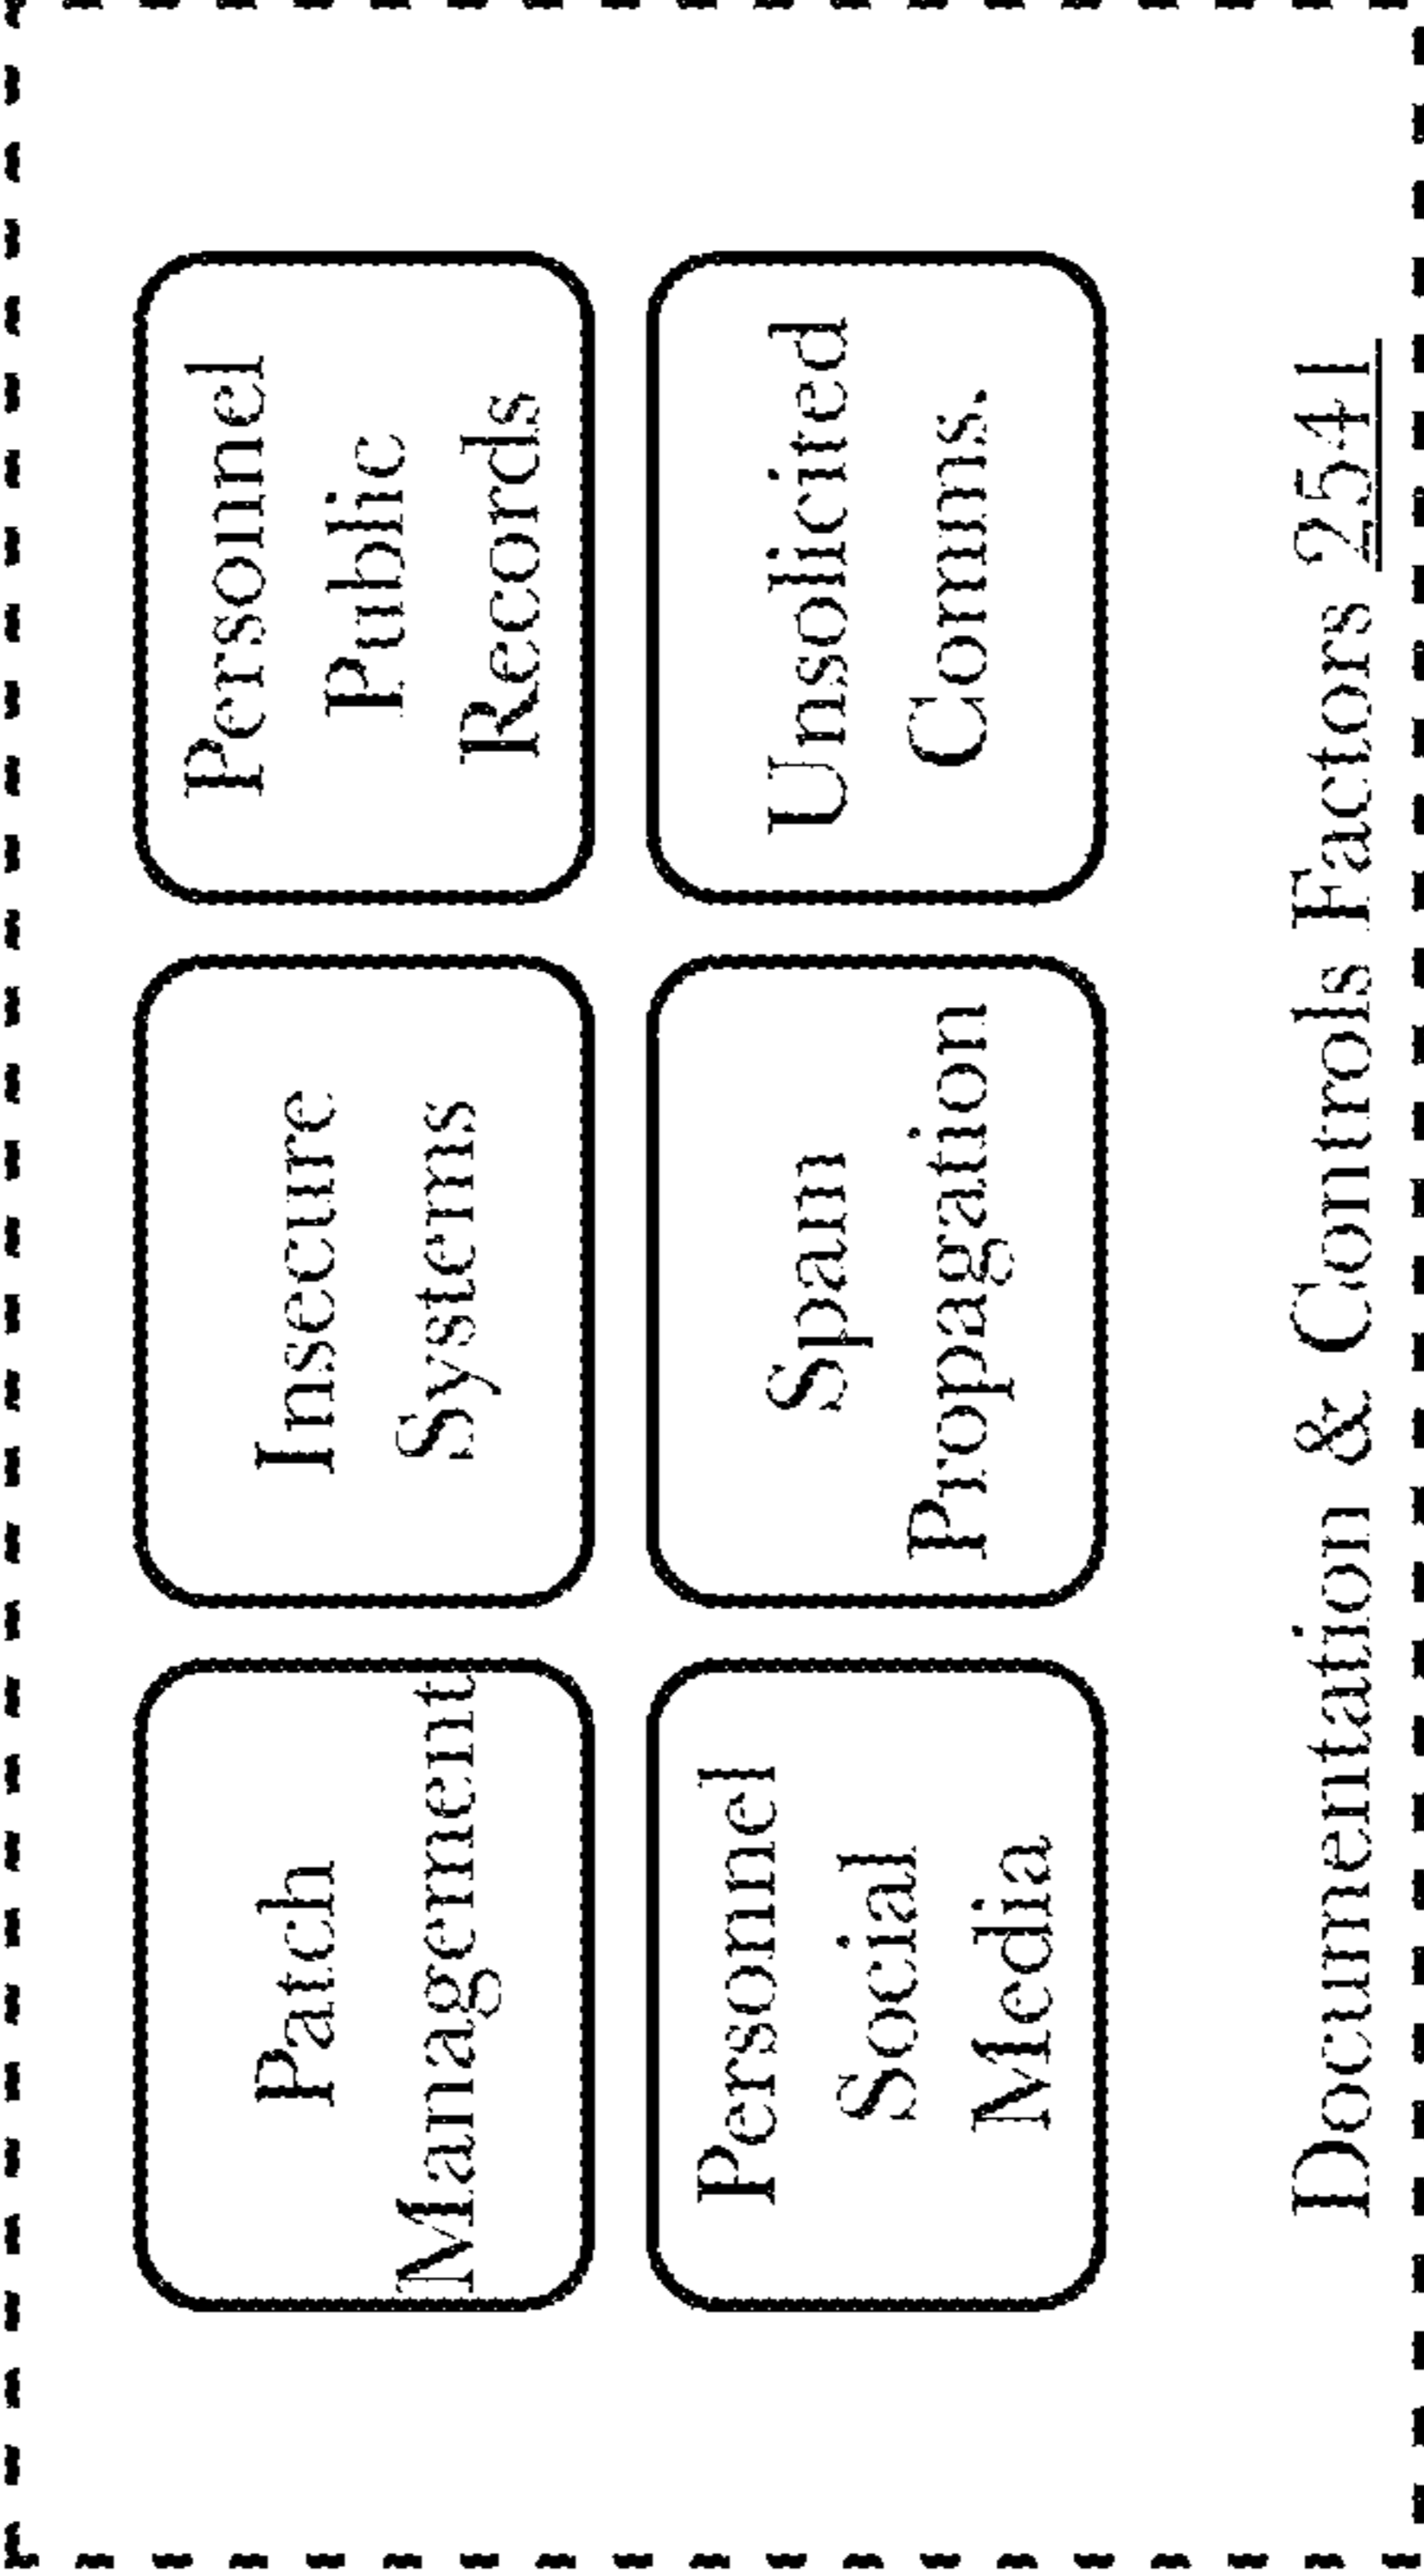 Patch
Management
Insecure
Systems
Personnel
Public
Records
Personnel
Social
Media
Spam
Propagation
Unsolicited
Comms.
Documentation & Controls Factors 2541